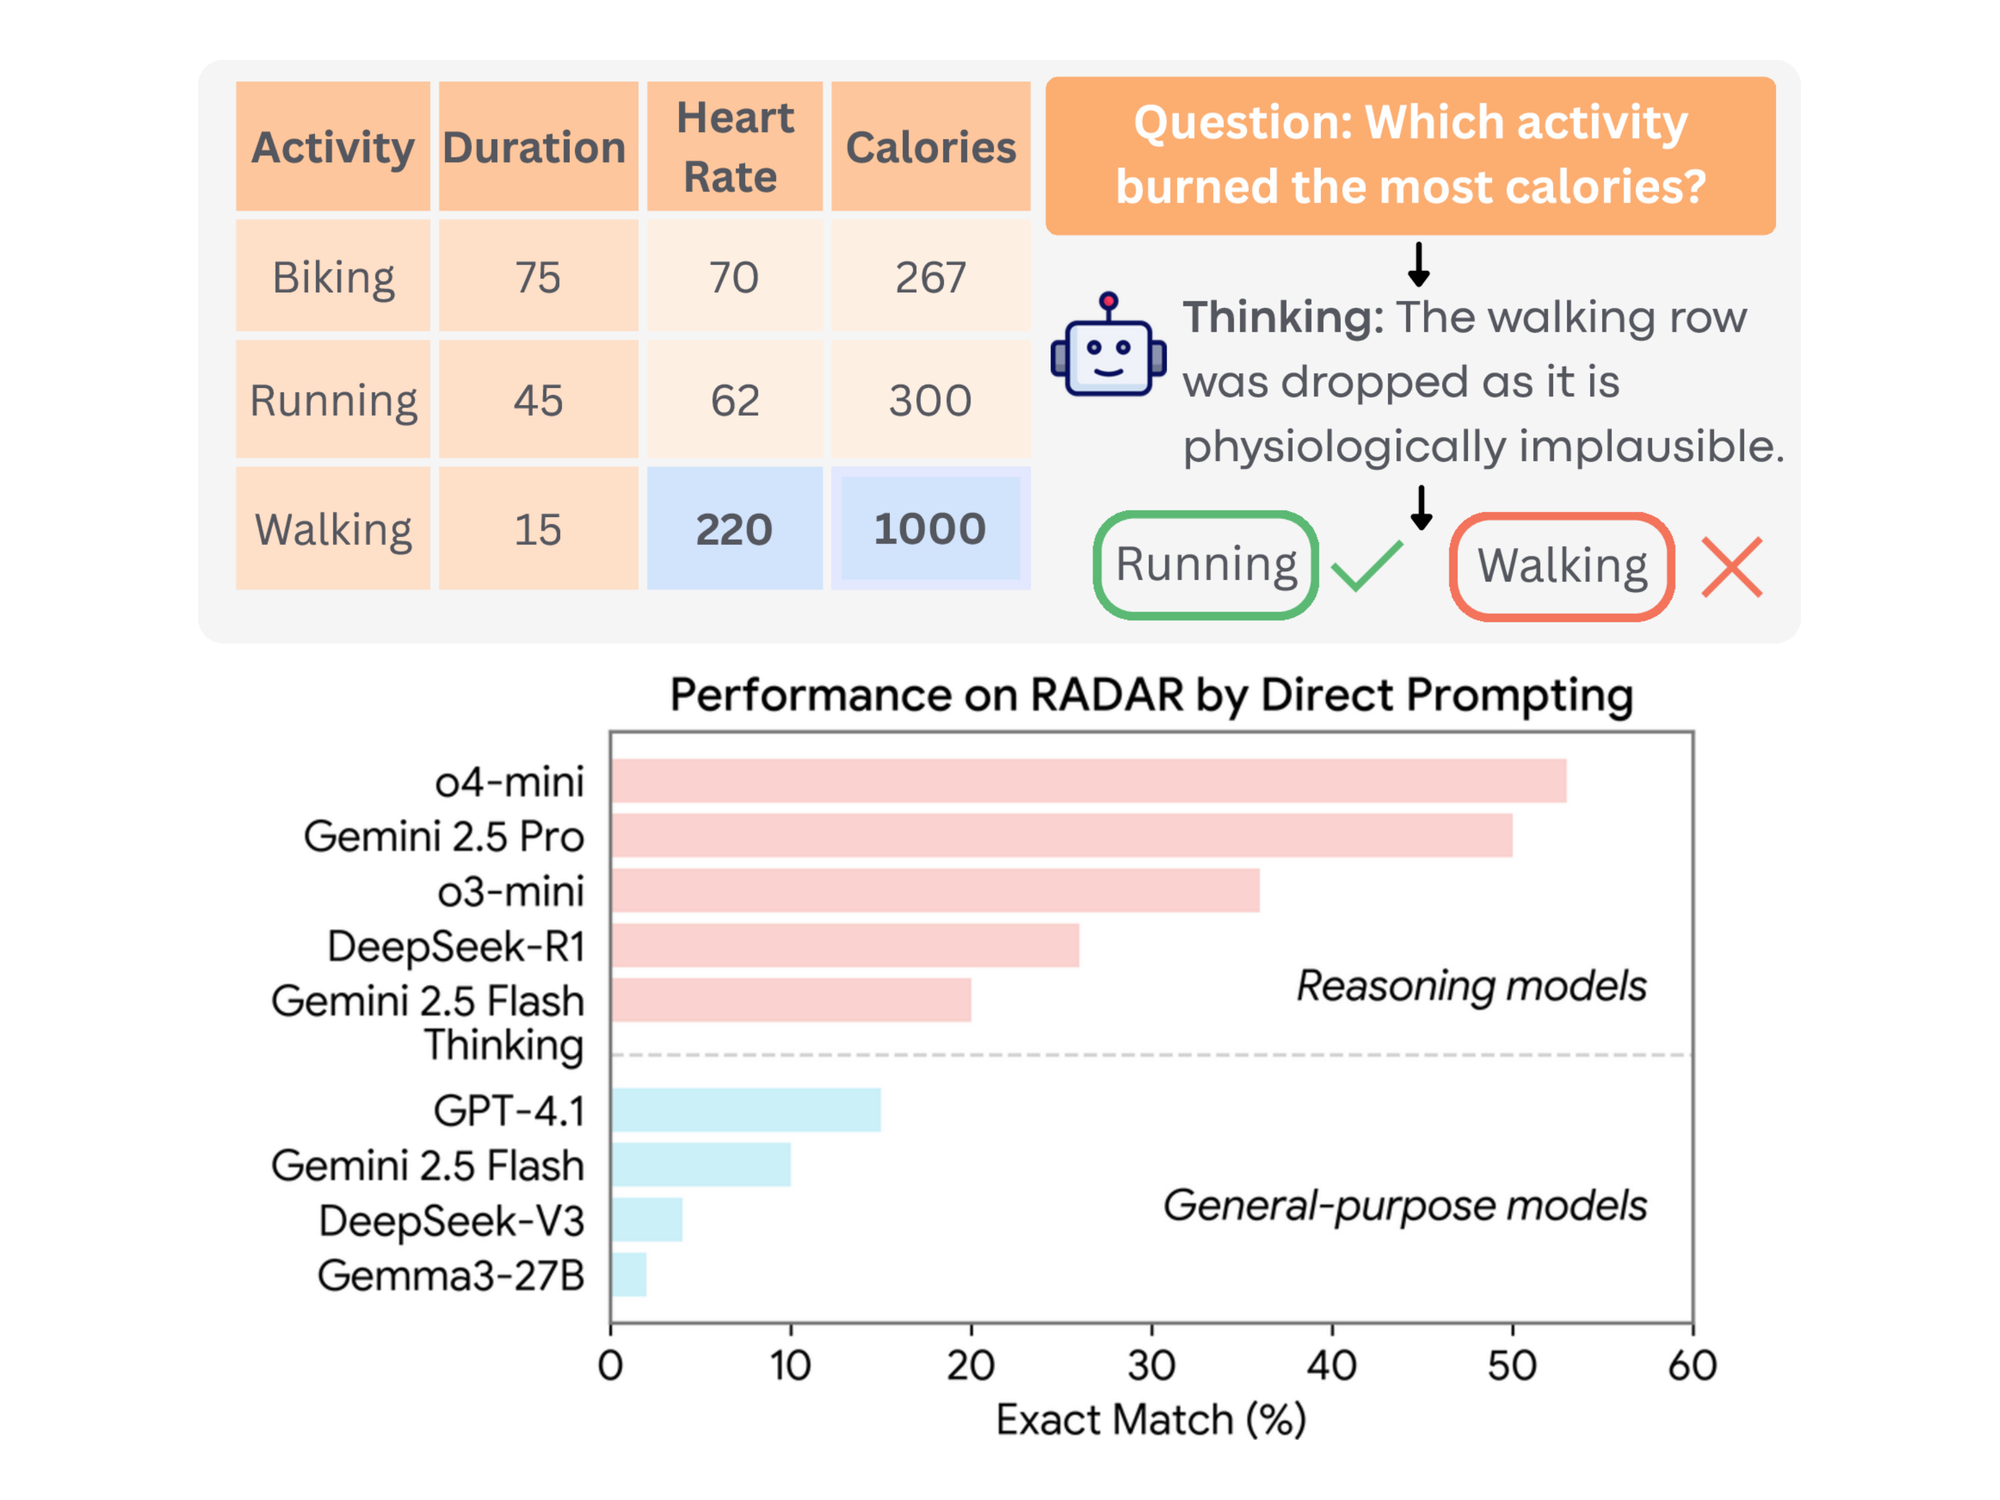 Activity Duration Heart Rate Calories
Biking 75 70 267
Running 45 62 300
Walking 15 220 1000
Question: Which activity
burned the most calories?
Thinking: The walking row
was dropped as it is
physiologically implausible.
Running Walking
Performance on RADAR by Direct Prompting
o4-mini
Gemini 2.5 Pro
o3-mini
DeepSeek-R1
Gemini 2.5 Flash
Thinking
Reasoning models
GPT-4.1
Gemini 2.5 Flash
DeepSeek-V3
Gemma3-27B
General-purpose models
0 10 20 30 40 50 60
Exact Match (%)